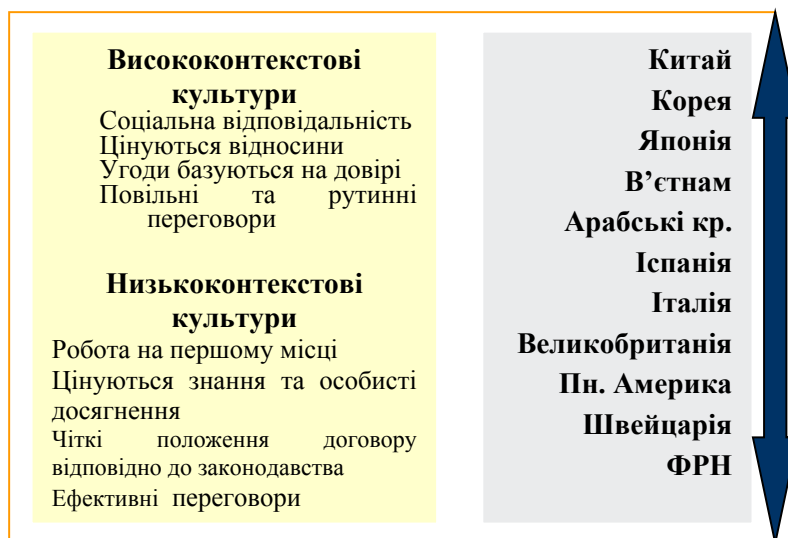 Висококонтекстові
культури
Соціальна відповідальність
Цінуються відносини
Угоди базуються на довірі
Повільні та рутинні
переговори
Низькоконтекстові
культури
Робота на першому місці
Цінуються знання та особисті
досягнення
Чіткі положення договору
відповідно до законодавства
Ефективні переговори
Китай
Корея
Японія
В’єтнам
Арабські кр.
Іспанія
Італія
Великобританія
Пн. Америка
Швейцарія
ФРН